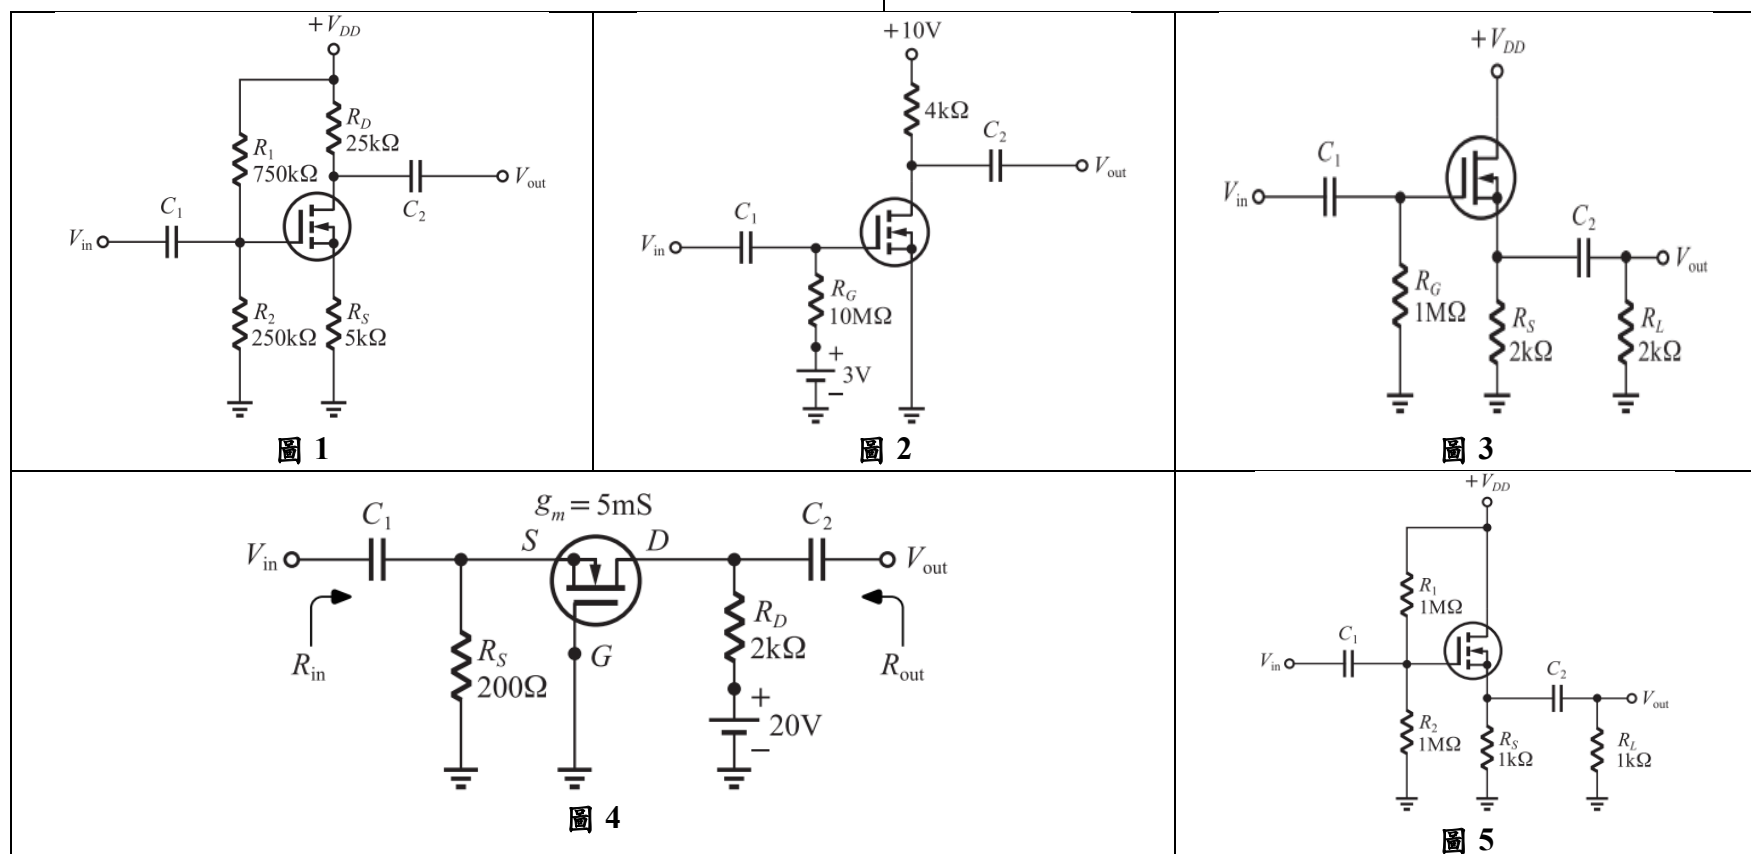 +V_DD
R_D
25kΩ
R_1
750kΩ
C_1
C_2
V_in
V_out
R_2
250kΩ
R_S
5kΩ
圖 1
+10V
4kΩ
C_2
V_out
C_1
V_in
R_G
10MΩ
+
3V
−
圖 2
+V_DD
C_1
V_in
C_2
V_out
R_G
1MΩ
R_S
2kΩ
R_L
2kΩ
圖 3
g_m = 5mS
C_1
S
D
C_2
V_in
V_out
R_in
R_S
200Ω
G
R_D
2kΩ
R_out
+
20V
−
圖 4
+V_DD
R_1
1MΩ
C_1
V_in
C_2
V_out
R_2
1MΩ
R_S
1kΩ
R_L
1kΩ
圖 5